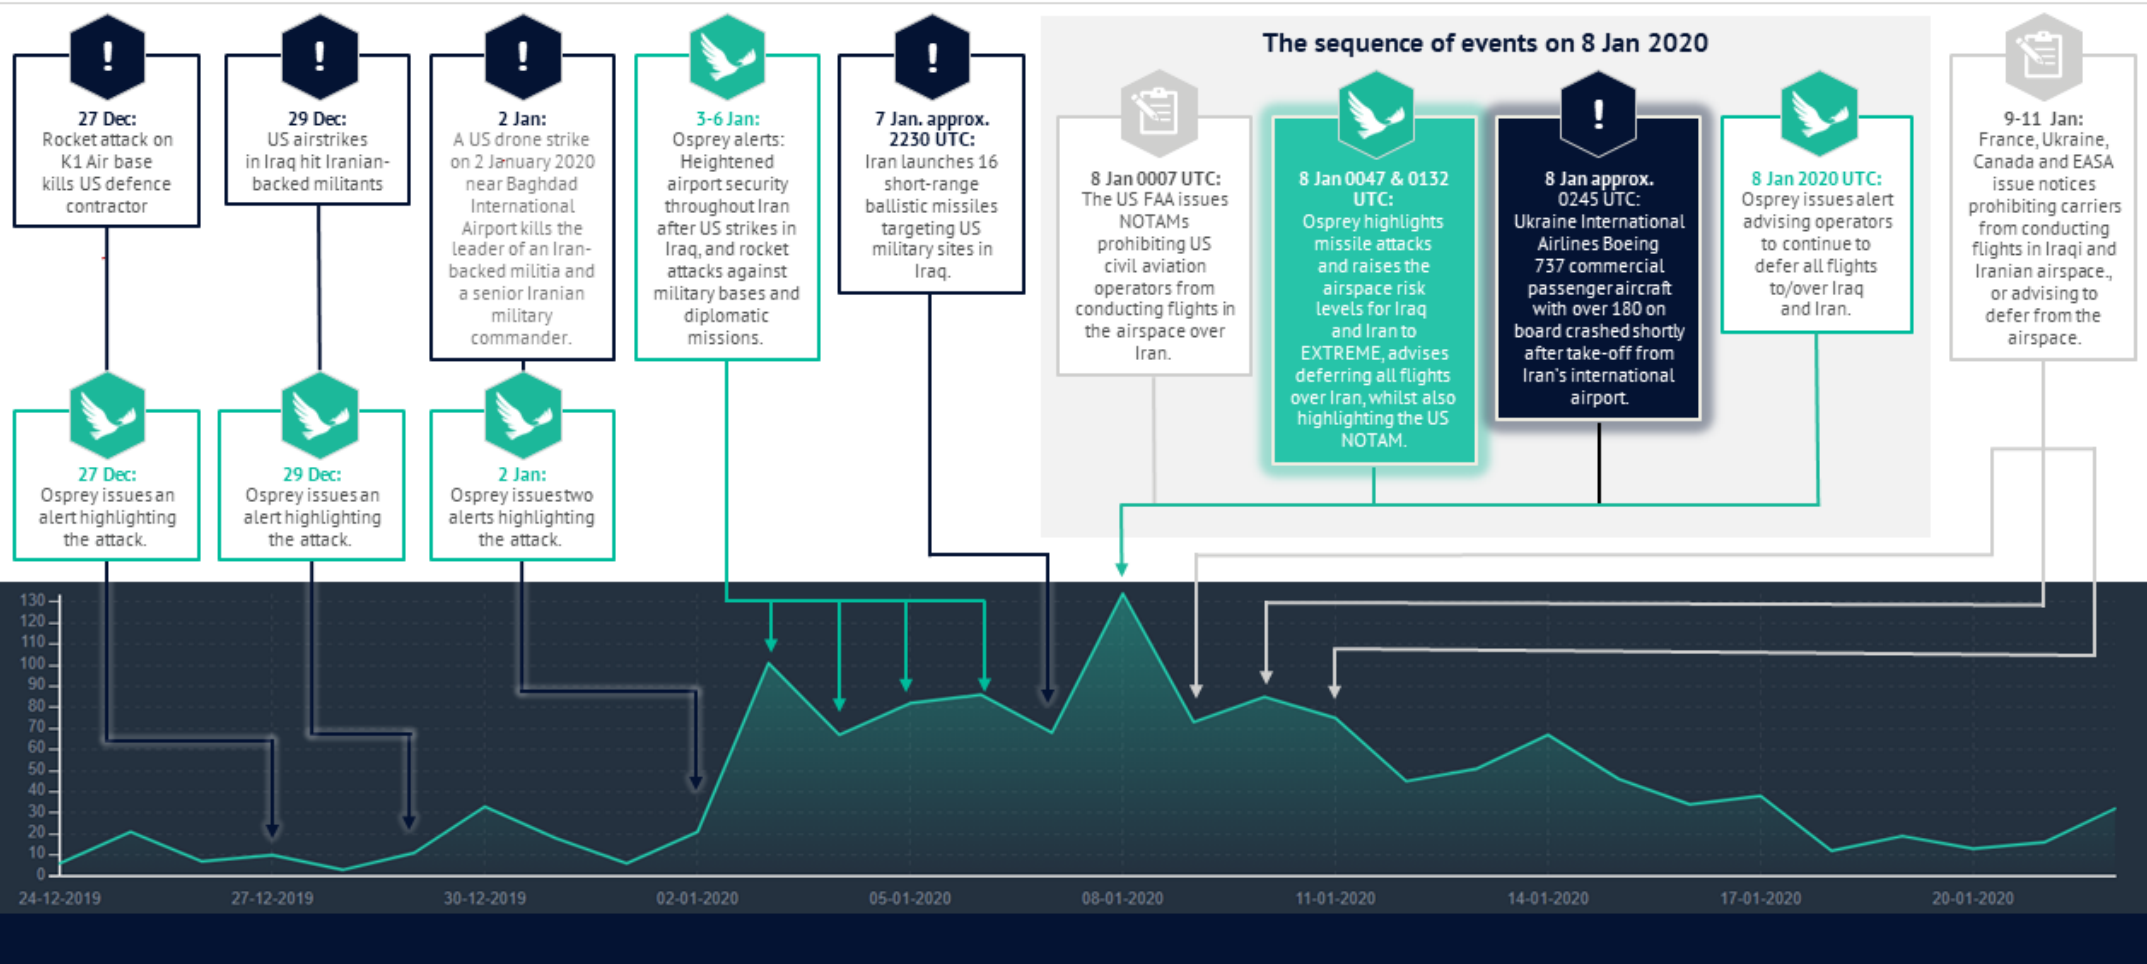 The sequence of events on 8 Jan 2020
27 Dec:
Rocket attack on
K1 Air base
kills US defence
contractor
29 Dec:
US airstrikes
in Iraq hit Iranian-
backed militants
2 Jan:
A US drone strike
on 2 January 2020
near Baghdad
International
Airport kills the
leader of an Iran-
backed militia and
a senior Iranian
military
commander.
3-6 Jan:
Osprey alerts:
Heightened
airport security
throughout Iran
after US strikes in
Iraq, and rocket
attacks against
military bases and
diplomatic
missions.
7 Jan. approx.
2230 UTC:
Iran launches 16
short-range
ballistic missiles
targeting US
military sites in
Iraq.
8 Jan 0007 UTC:
The US FAA issues
NOTAMs
prohibiting US
civil aviation
operators from
conducting flights in
the airspace over
Iran.
8 Jan 0047 & 0132
UTC:
Osprey highlights
missile attacks
and raises the
airspace risk
levels for Iraq
and Iran to
EXTREME, advises
deferring all flights
over Iran, whilst also
highlighting the US
NOTAM.
8 Jan approx.
0245 UTC:
Ukraine International
Airlines Boeing
737 commercial
passenger aircraft
with over 180 on
board crashed shortly
after take-off from
Iran's international
airport.
8 Jan 2020 UTC:
Osprey issues alert
advising operators
to continue to
defer all flights
to/over Iraq
and Iran.
9-11 Jan:
France, Ukraine,
Canada and EASA
issue notices
prohibiting carriers
from conducting
flights in Iraqi and
Iranian airspace.,
or advising to
defer from the
airspace.
27 Dec:
Osprey issues an
alert highlighting
the attack.
29 Dec:
Osprey issues an
alert highlighting
the attack.
2 Jan:
Osprey issues two
alerts highlighting
the attack.
130
120
110
100
90
80
70
60
50
40
30
20
10
0
24-12-2019
27-12-2019
30-12-2019
02-01-2020
05-01-2020
08-01-2020
11-01-2020
14-01-2020
17-01-2020
20-01-2020